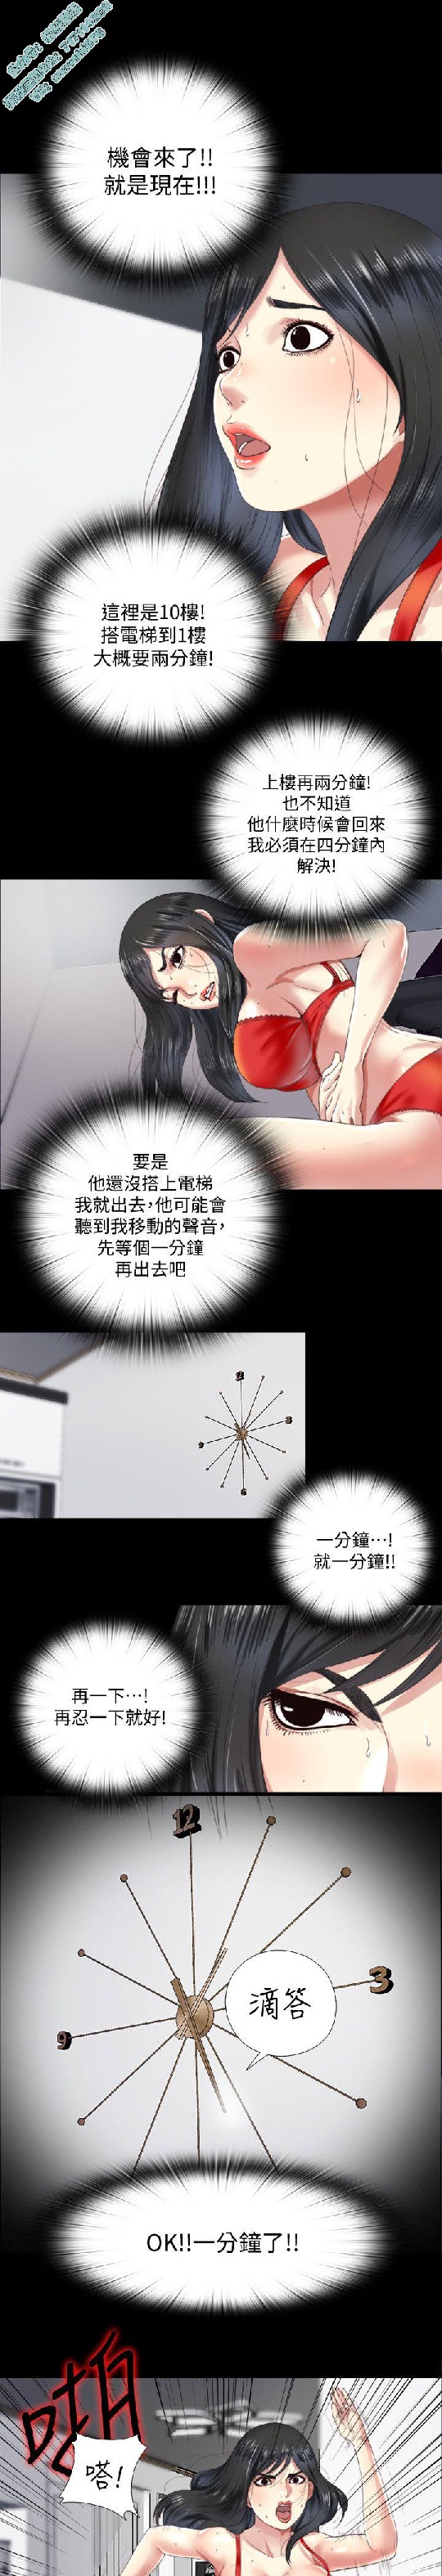 機會來了!!
就是現在!!!
這裡是10樓!
搭電梯到1樓
大概要兩分鐘!
上樓再兩分鐘!
也不知道
他什麼時候會回來
我必須在四分鐘內
解決!
要是
他還沒搭上電梯
我就出去,他可能會
聽到我移動的聲音,
先等個一分鐘
再出去吧
12
3
9
6
一分鐘…!
就一分鐘!!
再一下…!
再忍一下就好!
12
3
9
滴答
OK!!一分鐘了!!
啪
嗒!